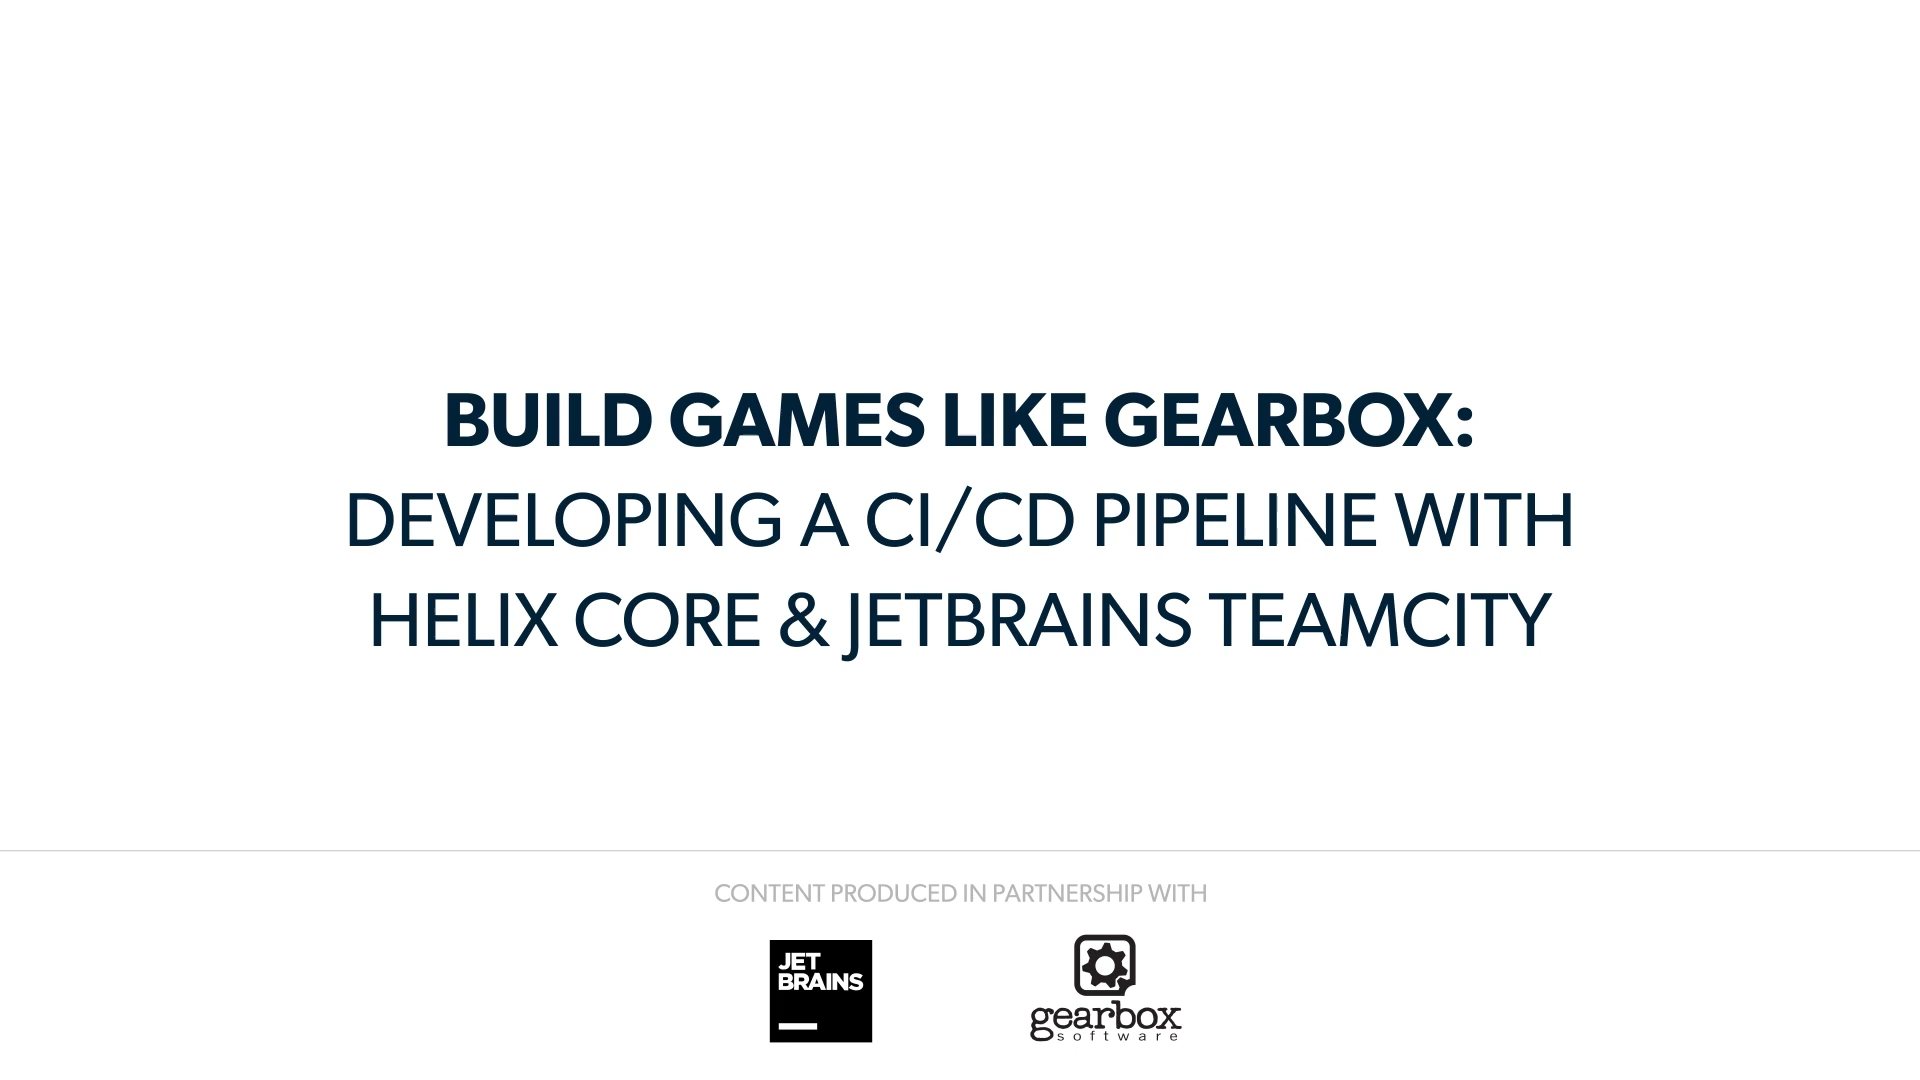 BUILD GAMES LIKE GEARBOX:
DEVELOPING A CI/CD PIPELINE WITH
HELIX CORE & JETBRAINS TEAMCITY
CONTENT PRODUCED IN PARTNERSHIP WITH
JET
BRAINS
gearbox
software